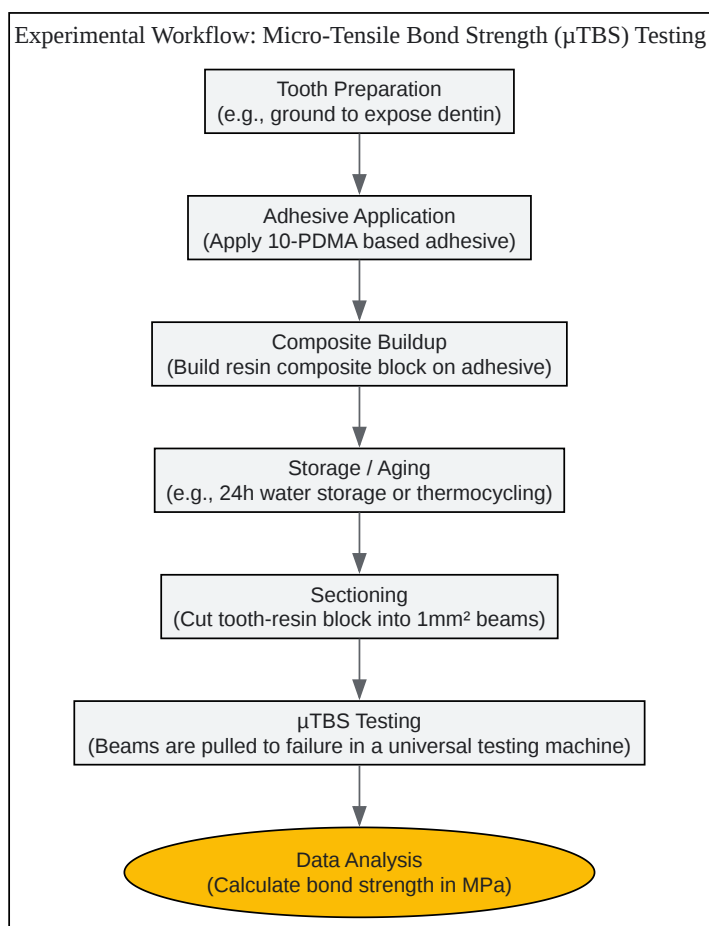 Experimental Workflow: Micro-Tensile Bond Strength (µTBS) Testing
Tooth Preparation
(e.g., ground to expose dentin)
Adhesive Application
(Apply 10-PDMA based adhesive)
Composite Buildup
(Build resin composite block on adhesive)
Storage / Aging
(e.g., 24h water storage or thermocycling)
Sectioning
(Cut tooth-resin block into 1mm² beams)
µTBS Testing
(Beams are pulled to failure in a universal testing machine)
Data Analysis
(Calculate bond strength in MPa)